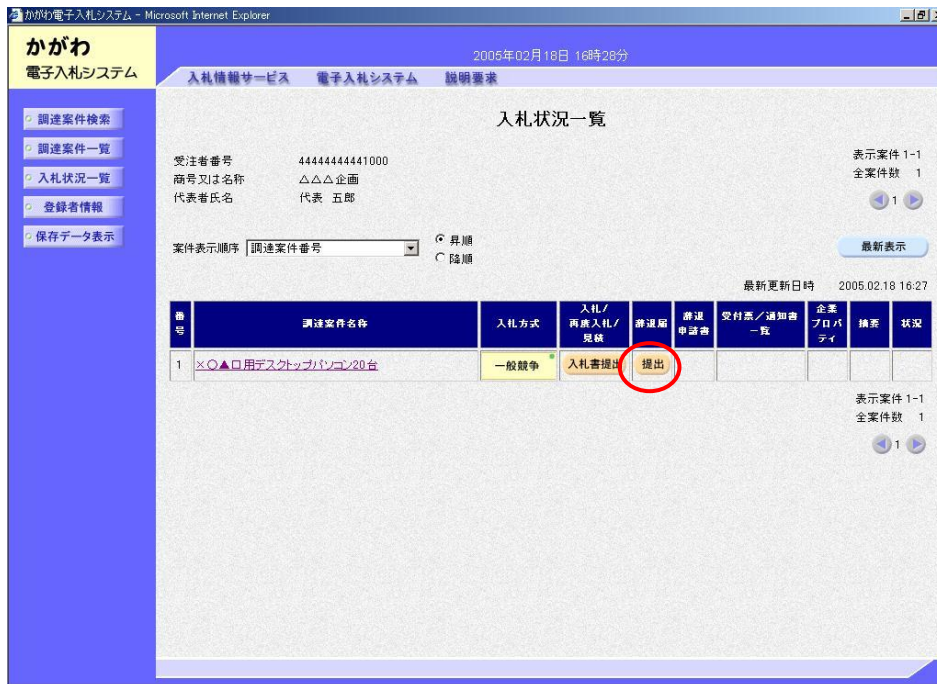 かがわ電子入札システム - Microsoft Internet Explorer
かがわ
電子入札システム
2005年02月18日 16時28分
入札情報サービス 電子入札システム 説明要求
調達案件検索
調達案件一覧
入札状況一覧
登録者情報
保存データ表示
入札状況一覧
受注者番号 44444444441000
商号又は名称 △△△企画
代表者氏名 代表 五郎
表示案件 1-1
全案件数 1
1
案件表示順序 調達案件番号
昇順
降順
最新表示
最新更新日時 2005.02.18 16:27
番号 調達案件名称 入札方式 入札/再度入札/見積 辞退届 辞退申請書 受付票/通知書一覧 企業プロパティ 摘要 状況
1 ×○▲口用デスクトップパソコン20台 一般競争 入札書提出 提出
表示案件 1-1
全案件数 1
1